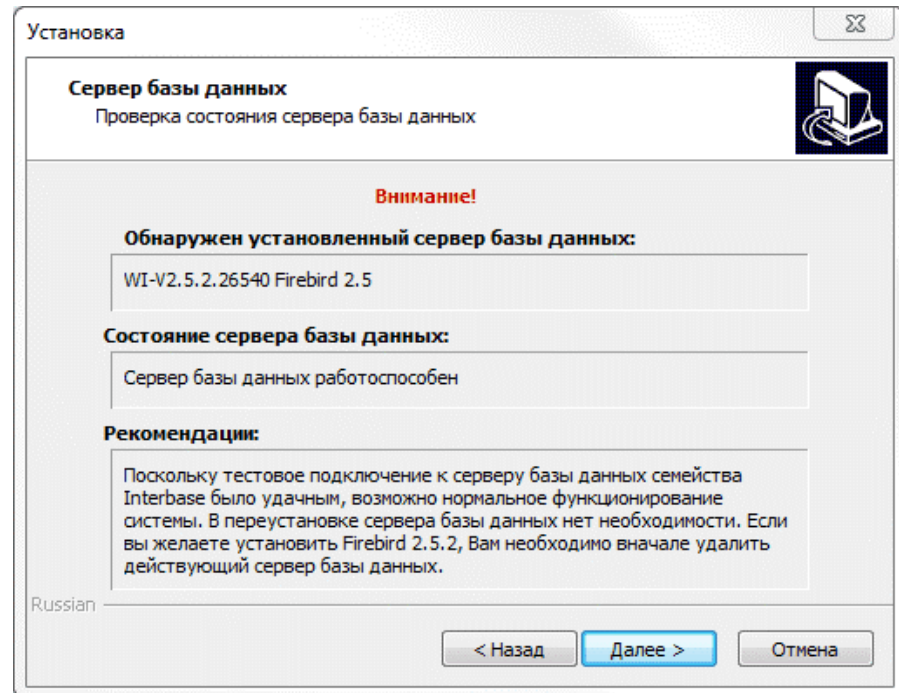 Установка
Сервер базы данных
Проверка состояния сервера базы данных
Внимание!
Обнаружен установленный сервер базы данных:
WI-V2.5.2.26540 Firebird 2.5
Состояние сервера базы данных:
Сервер базы данных работоспособен
Рекомендации:
Поскольку тестовое подключение к серверу базы данных семейства
Interbase было удачным, возможно нормальное функционирование
системы. В переустановке сервера базы данных нет необходимости. Если
вы желаете установить Firebird 2.5.2, Вам необходимо вначале удалить
действующий сервер базы данных.
Russian
< Назад Далее > Отмена